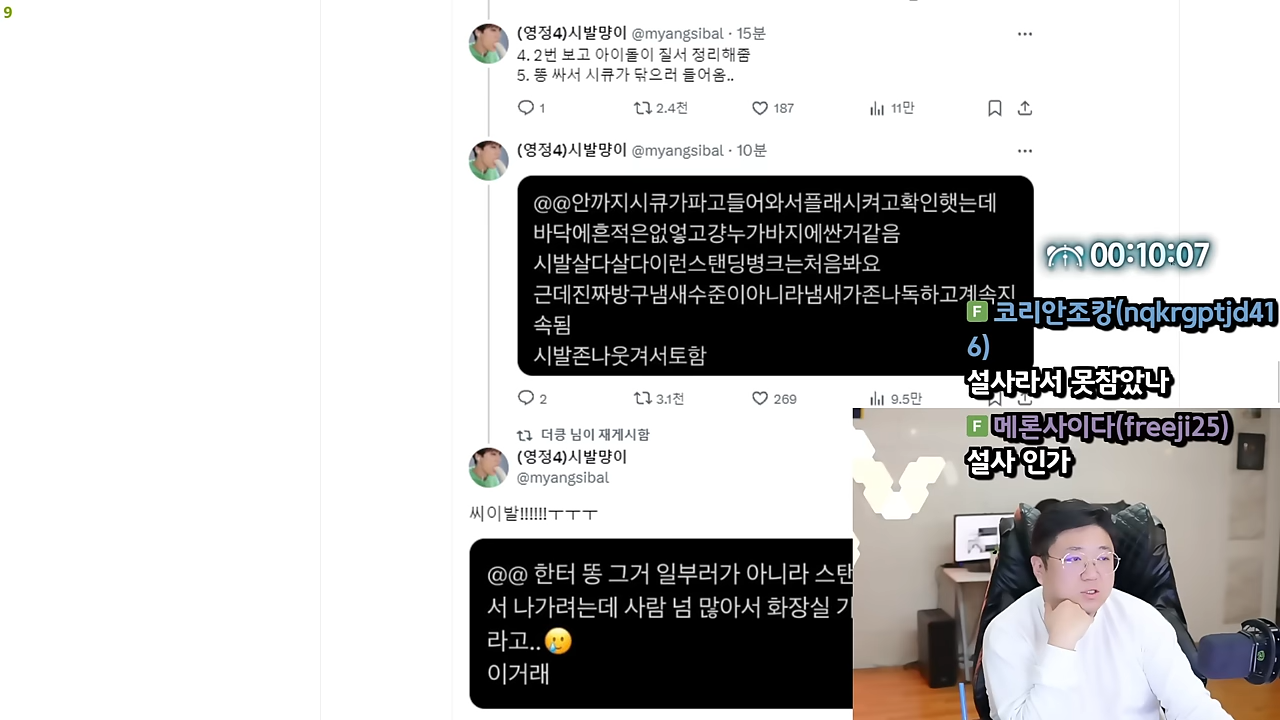 9
(영정4)시발먄이 @myangsibal · 15분
4. 2번 보고 아이돌이 질서 정리해줌
5. 똥 싸서 시큐가 닦으러 들어옴..
1 2.4천 187 11만
(영정4)시발먄이 @myangsibal · 10분
@@안까지시큐가파고들어와서플래시켜고확인햇는데
바닥에흔적은없엏고걍누가바지에싼거같음
시발살다살다이런스탠딩병크는처음봐요
근데진짜방구냄새수준이아니라냄새가존나독하고계속지
속됨
시발존나웃겨서토함
2 3.1천 269 9.5만
더쿵 님이 재게시함
(영정4)시발먄이
@myangsibal
씨이발!!!!!!ㅜㅜㅜ
@@ 한터 똥 그거 일부러가 아니라 스탠
서 나가려는데 사람 넘 많아서 화장실
라고..🥲
이거래
00:10:07
F 코리안조캉(nqkrgptjd41
6)
설사라서 못참았나
F 메론사이다(freeji25)
설사 인가